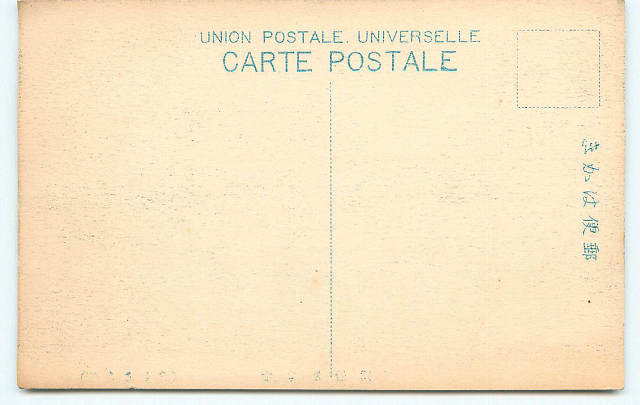 UNION POSTALE. UNIVERSELLE
CARTE POSTALE
郵便はかき